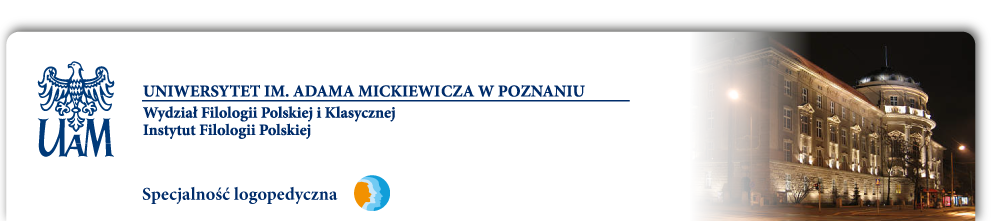 UAM
UNIWERSYTET IM. ADAMA MICKIEWICZA W POZNANIU
Wydział Filologii Polskiej i Klasycznej
Instytut Filologii Polskiej
Specjalność logopedyczna